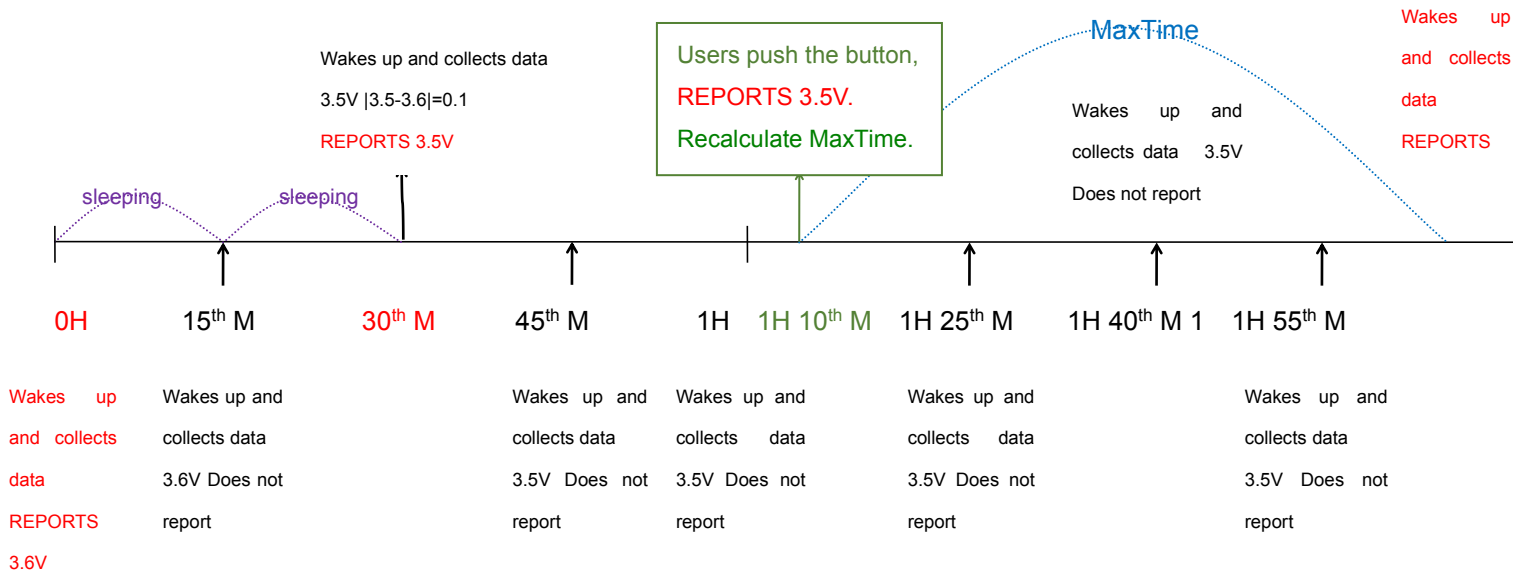 Wakes up and collects data
3.5V |3.5-3.6|=0.1
REPORTS 3.5V
Users push the button,
REPORTS 3.5V.
Recalculate MaxTime.
MaxTime
Wakes up and
collects data 3.5V
Does not report
Wakes up
and collects
data
REPORTS
sleeping
sleeping
0H
15th M
30th M
45th M
1H
1H 10th M
1H 25th M
1H 40th M 1
1H 55th M
Wakes up
and collects
data
REPORTS
3.6V
Wakes up and
collects data
3.6V Does not
report
Wakes up and
collects data
3.5V Does not
report
Wakes up and
collects data
3.5V Does not
report
Wakes up and
collects data
3.5V Does not
report
Wakes up and
collects data
3.5V Does not
report